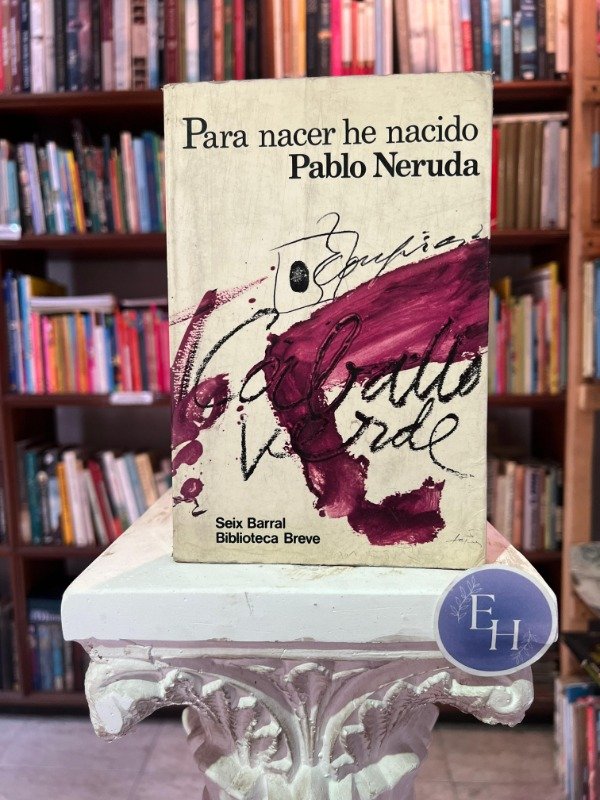 Para nacer he nacido
Pablo Neruda
Caballo
verde
Seix Barral
Biblioteca Breve
EH